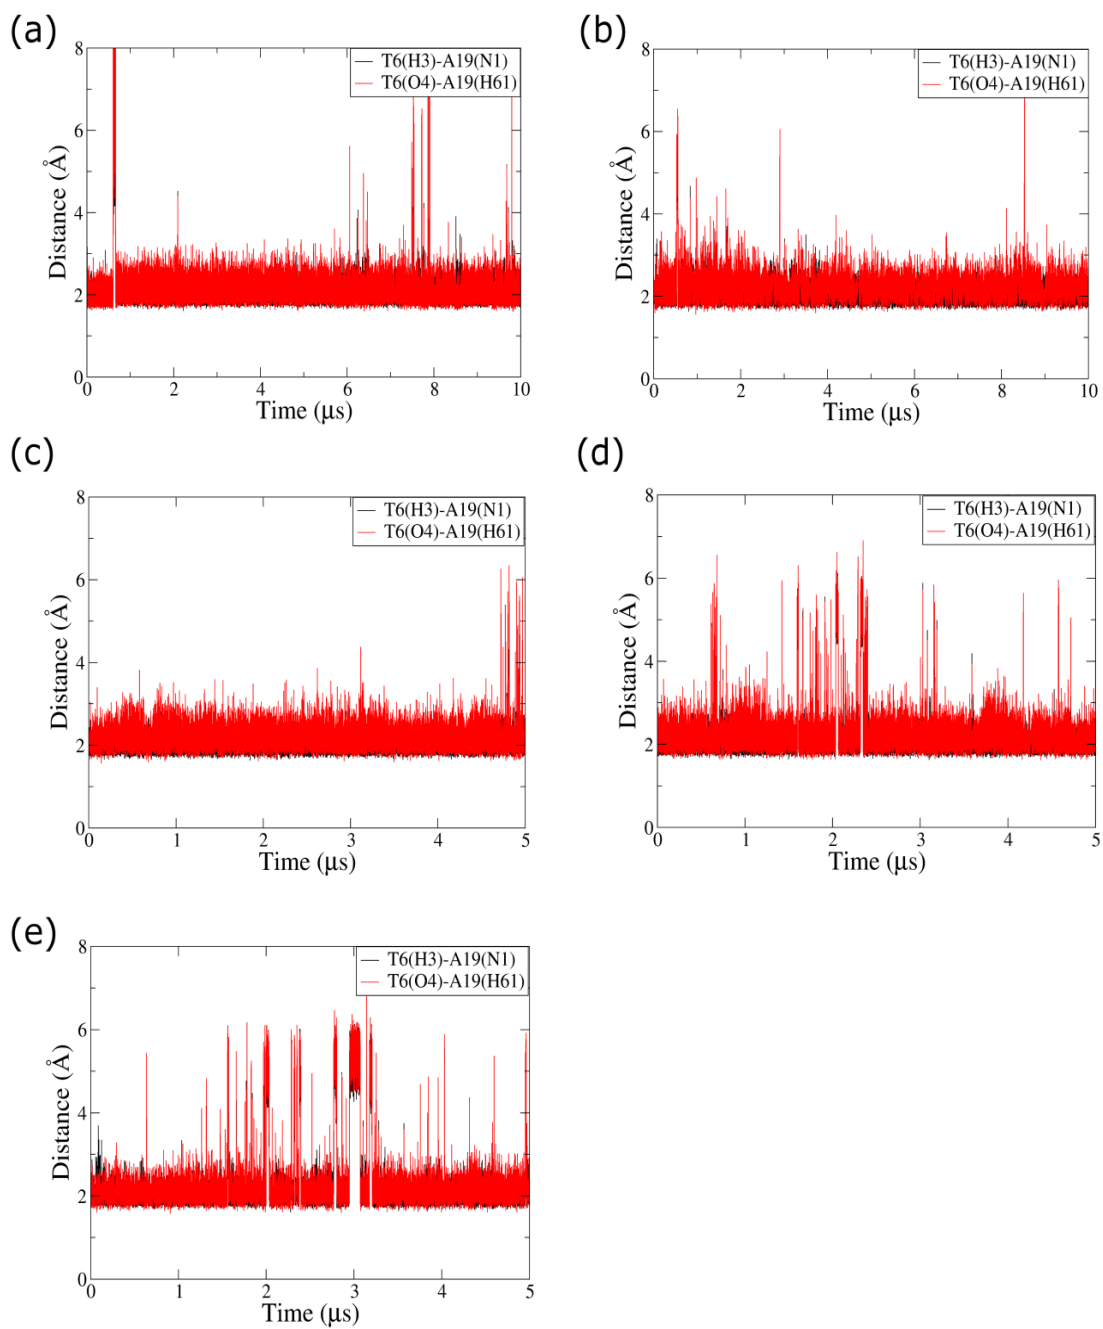 (a)
8
6
4
2
0
Distance (Å)
T6(H3)-A19(N1)
T6(O4)-A19(H61)
0 2 4 6 8 10
Time (μs)
(b)
8
6
4
2
0
Distance (Å)
T6(H3)-A19(N1)
T6(O4)-A19(H61)
0 2 4 6 8 10
Time (μs)
(c)
8
6
4
2
0
Distance (Å)
T6(H3)-A19(N1)
T6(O4)-A19(H61)
0 1 2 3 4 5
Time (μs)
(d)
8
6
4
2
0
Distance (Å)
T6(H3)-A19(N1)
T6(O4)-A19(H61)
0 1 2 3 4 5
Time (μs)
(e)
8
6
4
2
0
Distance (Å)
T6(H3)-A19(N1)
T6(O4)-A19(H61)
0 1 2 3 4 5
Time (μs)